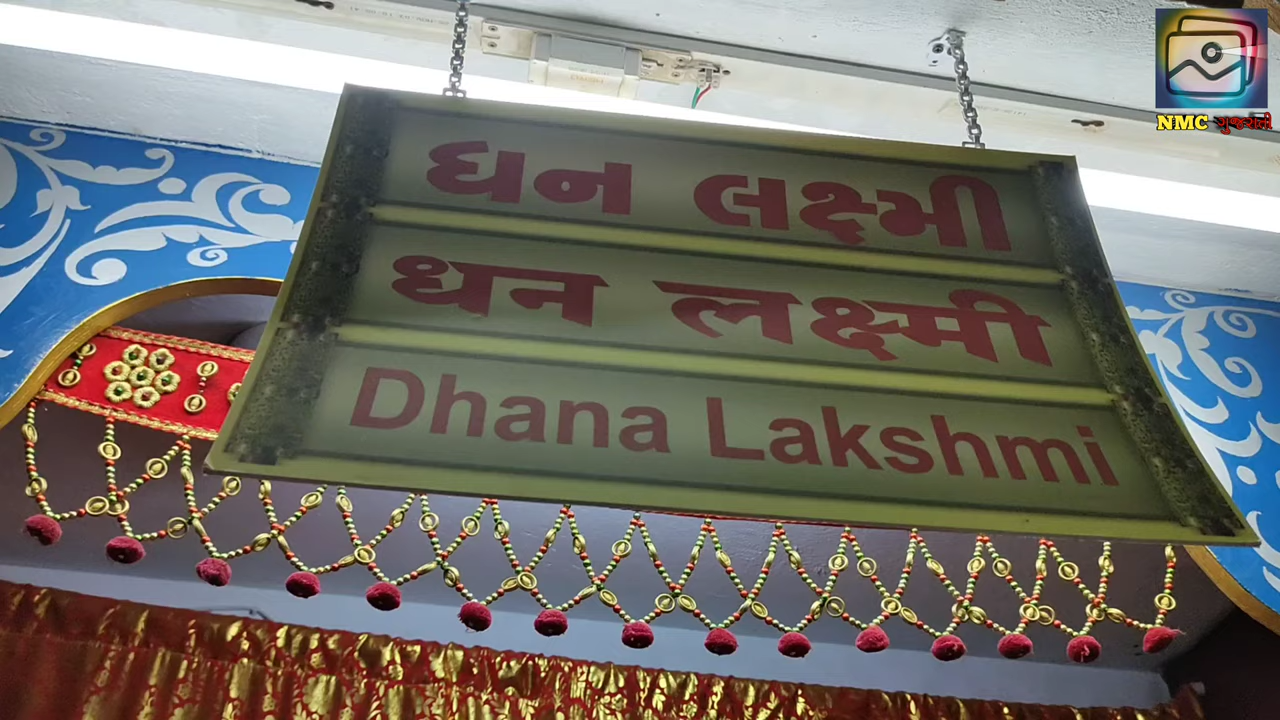 ધન લક્ષ્મી
धन लक्ष्मी
Dhana Lakshmi
NMC ગુજરાતી